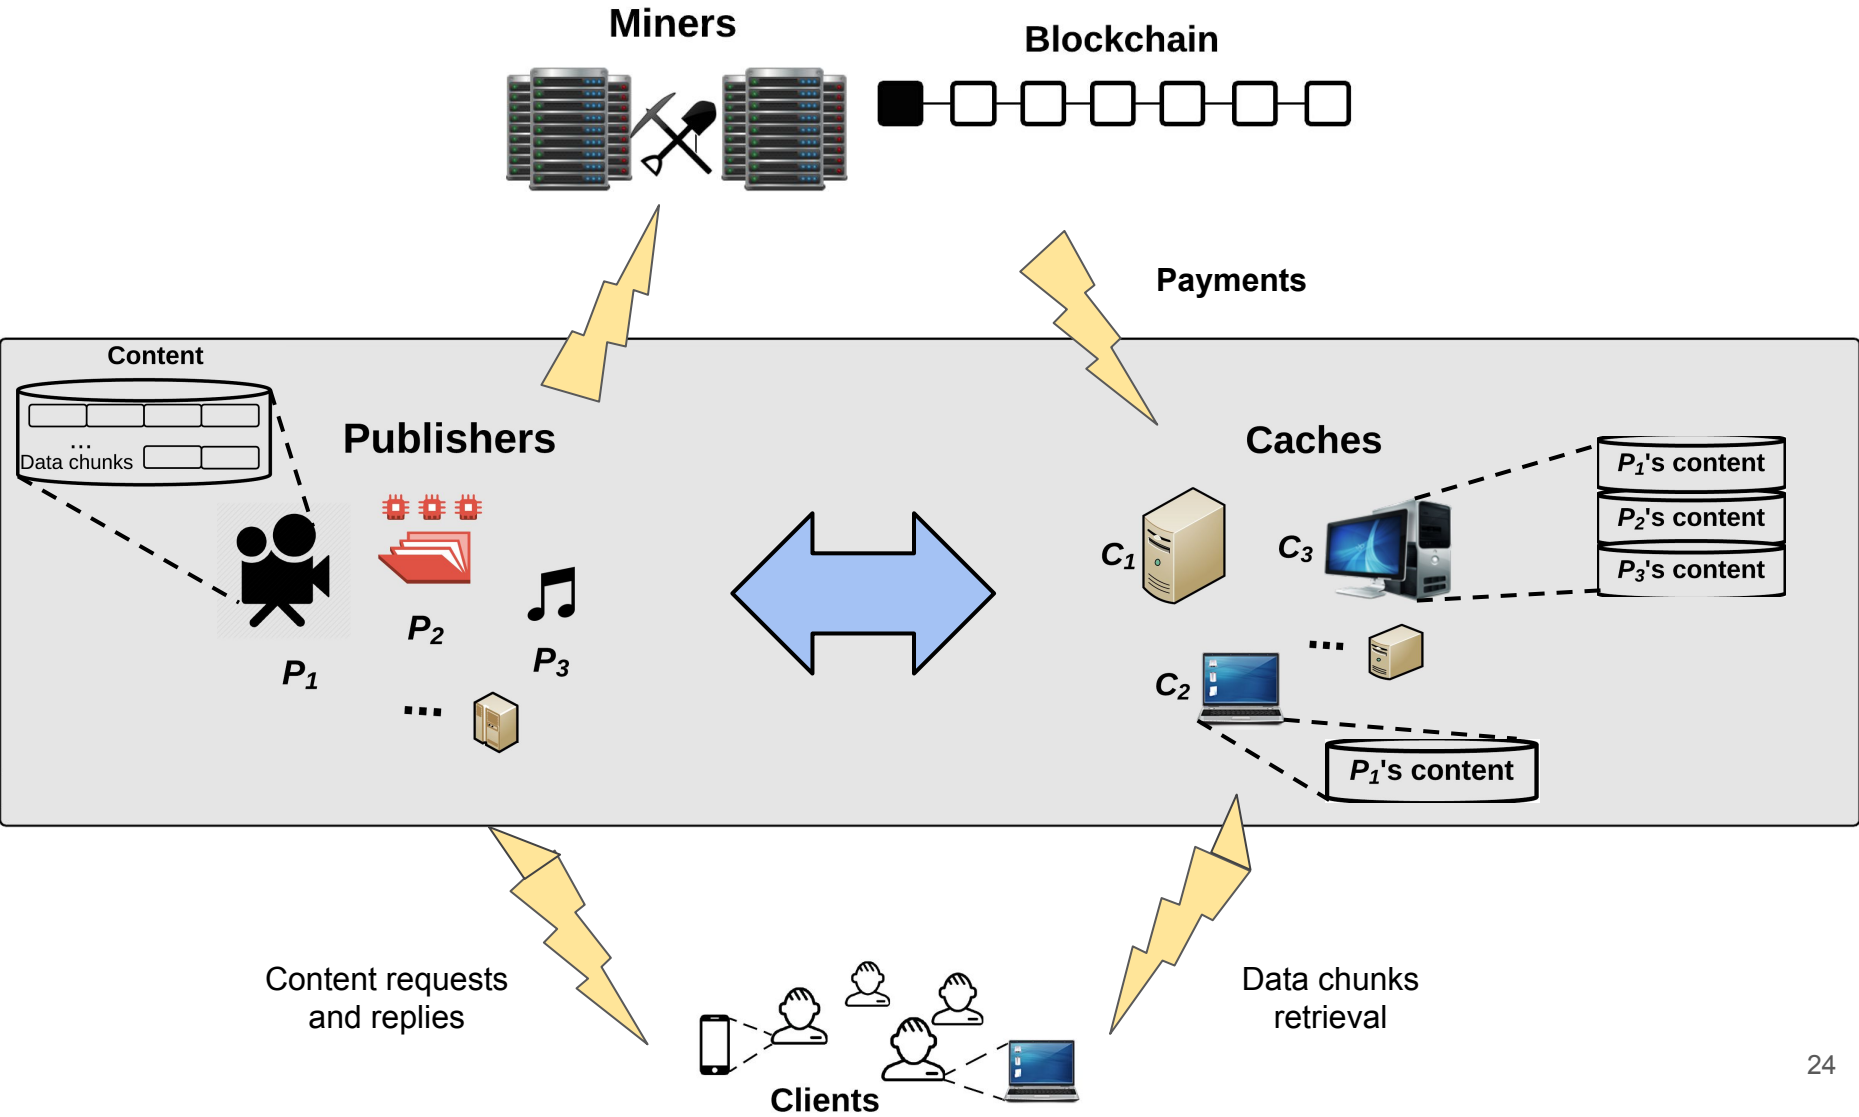 Miners
Blockchain
Payments
Content
...
Data chunks
Publishers
Caches
P1's content
P2's content
P3's content
C1
C3
P2
P3
P1
...
...
C2
P1's content
Content requests
and replies
Data chunks
retrieval
Clients
24